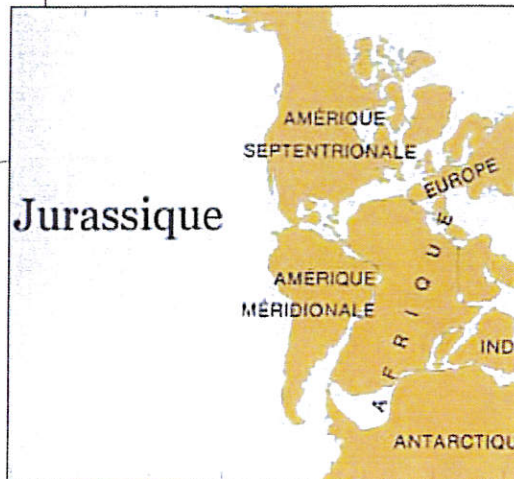 AMÉRIQUE
SEPTENTRIONALE
EUROPE
Jurassique
AMÉRIQUE
MÉRIDIONALE
AFRIQUE
IND
ANTARCTIQU